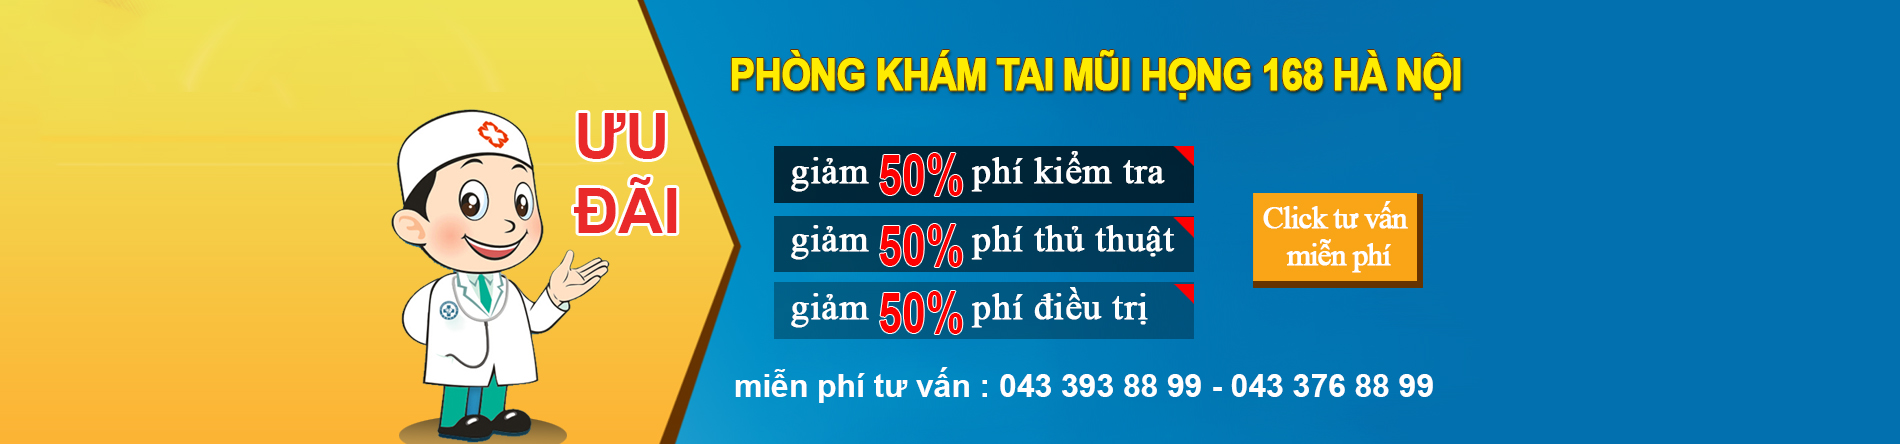 ƯU
ĐÃI
PHÒNG KHÁM TAI MŨI HỌNG 168 HÀ NỘI
giảm 50% phí kiểm tra
giảm 50% phí thủ thuật
giảm 50% phí điều trị
Click tư vấn
miễn phí
miễn phí tư vấn : 043 393 88 99 - 043 376 88 99